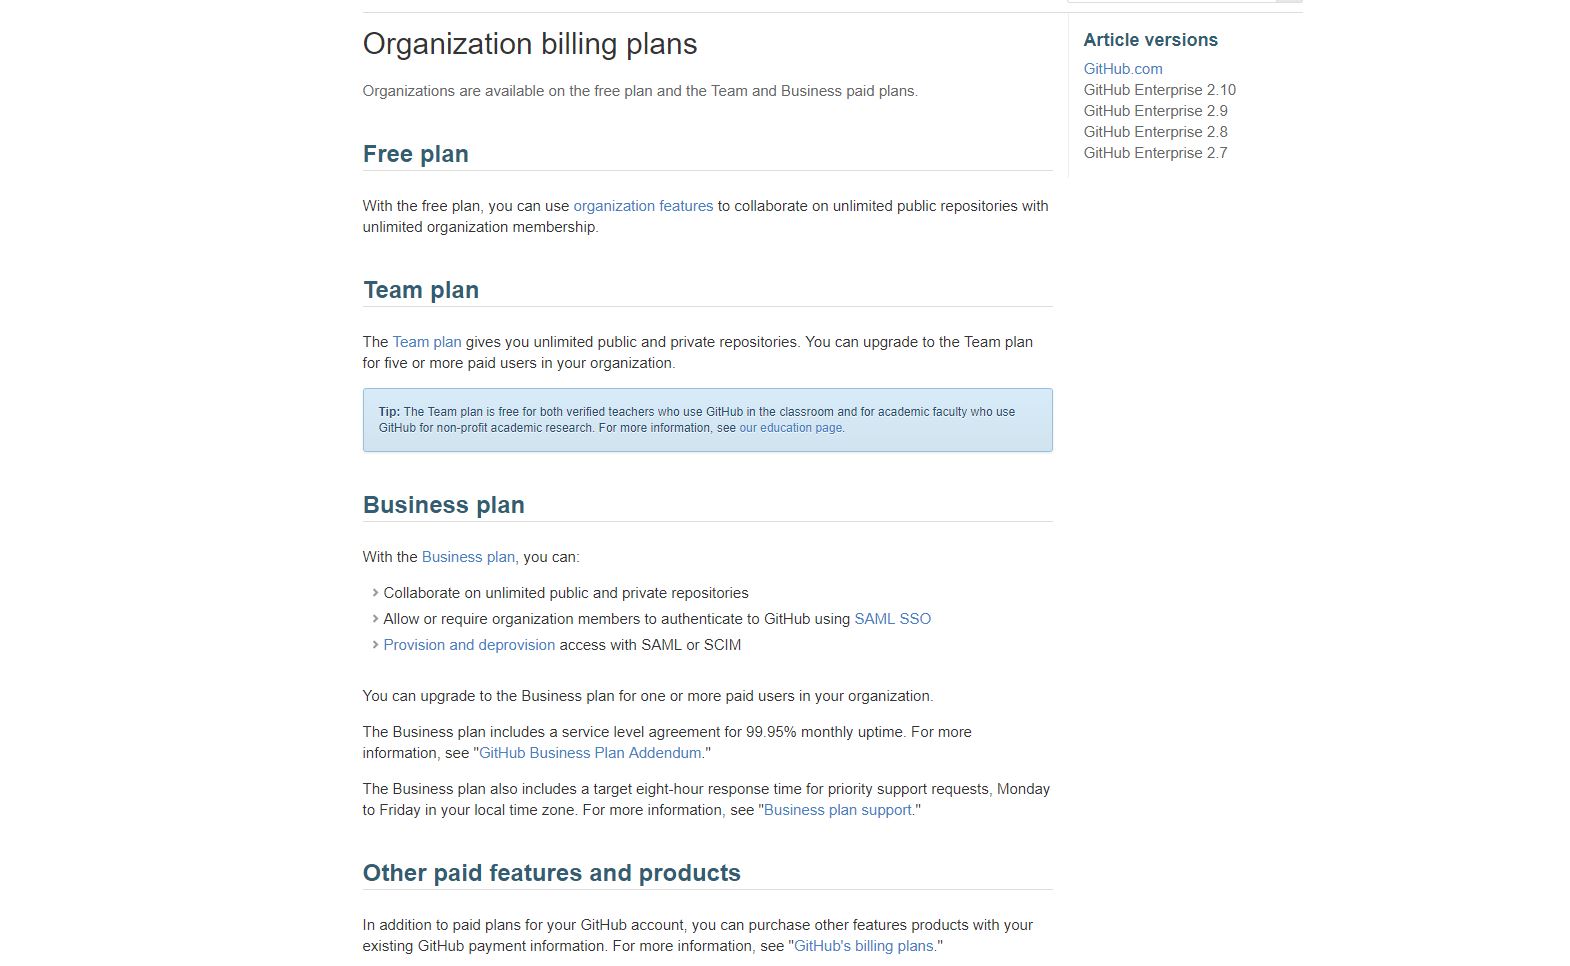 Organization billing plans
Organizations are available on the free plan and the Team and Business paid plans.
Free plan
With the free plan, you can use organization features to collaborate on unlimited public repositories with
unlimited organization membership.
Team plan
The Team plan gives you unlimited public and private repositories. You can upgrade to the Team plan
for five or more paid users in your organization.
Tip: The Team plan is free for both verified teachers who use GitHub in the classroom and for academic faculty who use
GitHub for non-profit academic research. For more information, see our education page.
Business plan
With the Business plan, you can:
› Collaborate on unlimited public and private repositories
› Allow or require organization members to authenticate to GitHub using SAML SSO
› Provision and deprovision access with SAML or SCIM
You can upgrade to the Business plan for one or more paid users in your organization.
The Business plan includes a service level agreement for 99.95% monthly uptime. For more
information, see "GitHub Business Plan Addendum."
The Business plan also includes a target eight-hour response time for priority support requests, Monday
to Friday in your local time zone. For more information, see "Business plan support."
Other paid features and products
In addition to paid plans for your GitHub account, you can purchase other features products with your
existing GitHub payment information. For more information, see "GitHub's billing plans."
Article versions
GitHub.com
GitHub Enterprise 2.10
GitHub Enterprise 2.9
GitHub Enterprise 2.8
GitHub Enterprise 2.7